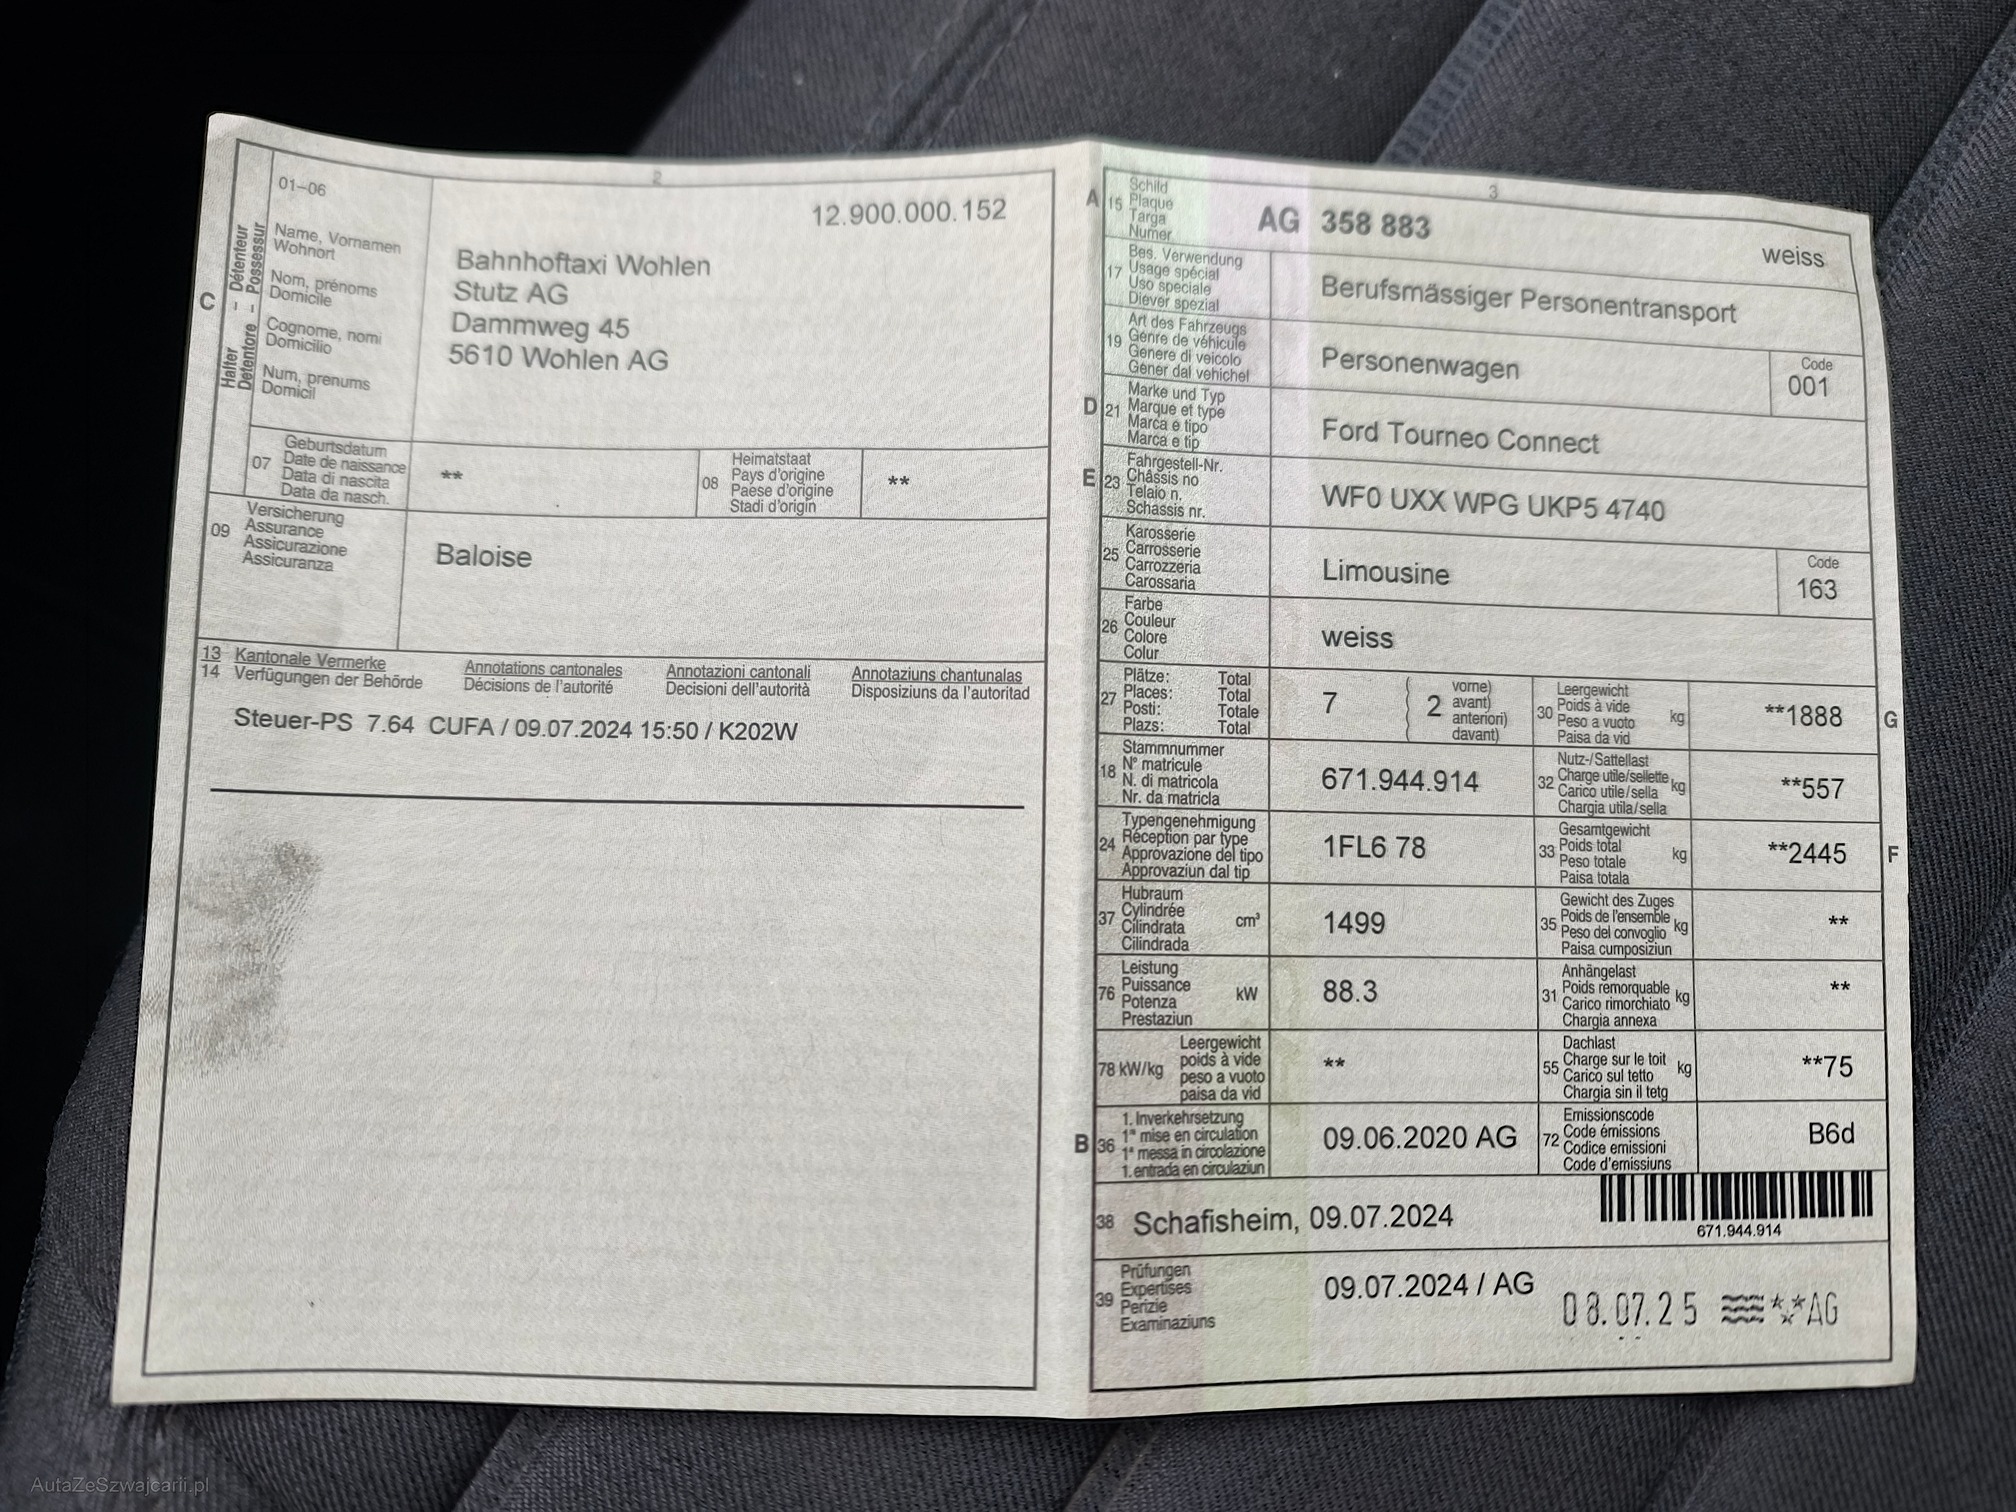 2
01–06
12.900.000.152
C
Halter – Détenteur
Detentore – Possessur
Name, Vornamen
Wohnort
Nom, prénoms
Domicile
Cognome, nomi
Domicilio
Num, prenums
Domicil
Bahnhoftaxi Wohlen
Stutz AG
Dammweg 45
5610 Wohlen AG
07
Geburtsdatum
Date de naissance
Data di nascita
Data da nasch.
**
08
Heimatstaat
Pays d'origine
Paese d'origine
Stadi d'origin
**
09
Versicherung
Assurance
Assicurazione
Assicuranza
Baloise
13 Kantonale Vermerke Annotations cantonales Annotazioni cantonali Annotaziuns chantunalas
14 Verfügungen der Behörde Décisions de l'autorité Decisioni dell'autorità Disposiziuns da l'autoritad
Steuer-PS 7.64 CUFA / 09.07.2024 15:50 / K202W
3
A
15
Schild
Plaque
Targa
Numer
AG 358 883
weiss
17
Bes. Verwendung
Usage spécial
Uso speciale
Diever spezial
Berufsmässiger Personentransport
19
Art des Fahrzeugs
Genre de véhicule
Genere di veicolo
Gener dal vehichel
Personenwagen
Code
001
D
21
Marke und Typ
Marque et type
Marca e tipo
Marca e tip
Ford Tourneo Connect
E
23
Fahrgestell-Nr.
Châssis no
Telaio n.
Schassis nr.
WF0 UXX WPG UKP5 4740
25
Karosserie
Carrosserie
Carrozzeria
Carossaria
Limousine
Code
163
26
Farbe
Couleur
Colore
Colur
weiss
27
Plätze: Total
Places: Total
Posti: Totale
Plazs: Total
7
2
vorne)
avant)
anteriori)
davant)
30
Leergewicht
Poids à vide
Peso a vuoto
Paisa da vid
kg
**1888
G
18
Stammnummer
N° matricule
N. di matricola
Nr. da matricla
671.944.914
32
Nutz-/Sattellast
Charge utile/sellette
Carico utile/sella
Chargia utila/sella
kg
**557
24
Typengenehmigung
Réception par type
Approvazione del tipo
Approvaziun dal tip
1FL6 78
33
Gesamtgewicht
Poids total
Peso totale
Paisa totala
kg
**2445
F
37
Hubraum
Cylindrée
Cilindrata
Cilindrada
cm³
1499
35
Gewicht des Zuges
Poids de l'ensemble
Peso del convoglio
Paisa cumposiziun
kg
**
76
Leistung
Puissance
Potenza
Prestaziun
kW
88.3
31
Anhängelast
Poids remorquable
Carico rimorchiato
Chargia annexa
kg
**
78 kW/kg
Leergewicht
poids à vide
peso a vuoto
paisa da vid
**
55
Dachlast
Charge sur le toit
Carico sul tetto
Chargia sin il tetg
kg
**75
B
36
1. Inverkehrsetzung
1re mise en circulation
1a messa in circolazione
1. entrada en circulaziun
09.06.2020 AG
72
Emissionscode
Code émissions
Codice emissioni
Code d'emissiuns
B6d
38
Schafisheim, 09.07.2024
671.944.914
39
Prüfungen
Expertises
Perizie
Examinaziuns
09.07.2024 / AG
08.07.25 AG
AutaZeSzwajcarii.pl